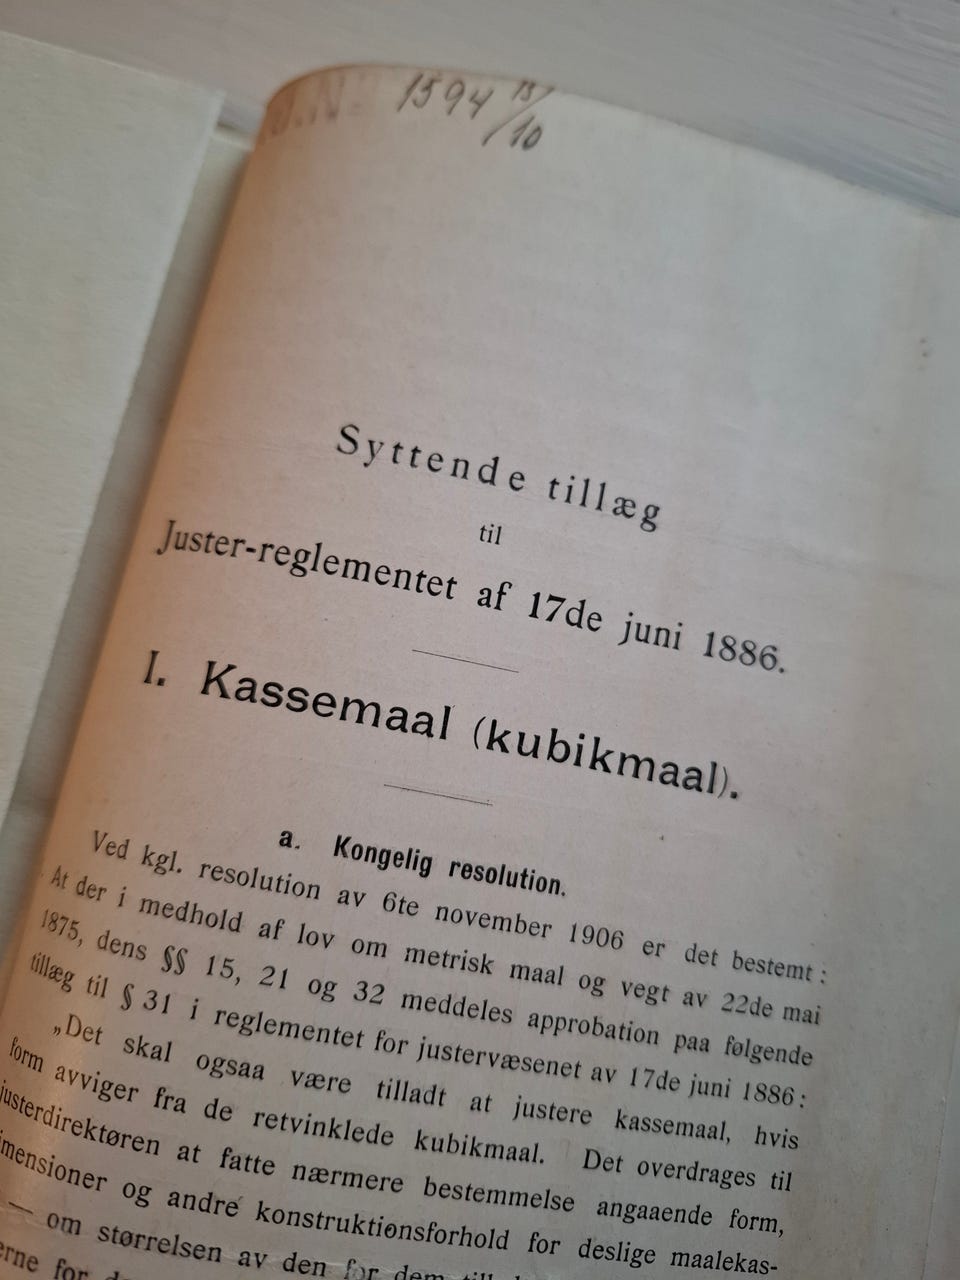 J.N. 1594 13/10
Syttende tillæg
til
Juster-reglementet af 17de juni 1886.
I. Kassemaal (kubikmaal).
a. Kongelig resolution.
Ved kgl. resolution av 6te november 1906 er det bestemt:
At der i medhold af lov om metrisk maal og vegt av 22de mai
1875, dens §§ 15, 21 og 32 meddeles approbation paa følgende
tillæg til § 31 i reglementet for justervæsenet av 17de juni 1886:
„Det skal ogsaa være tilladt at justere kassemaal, hvis
form avviger fra de retvinklede kubikmaal. Det overdrages til
justerdirektøren at fatte nærmere bestemmelse angaaende form,
mensioner og andre konstruktionsforhold for deslige maalekas-
— om størrelsen av den for dem
erne for